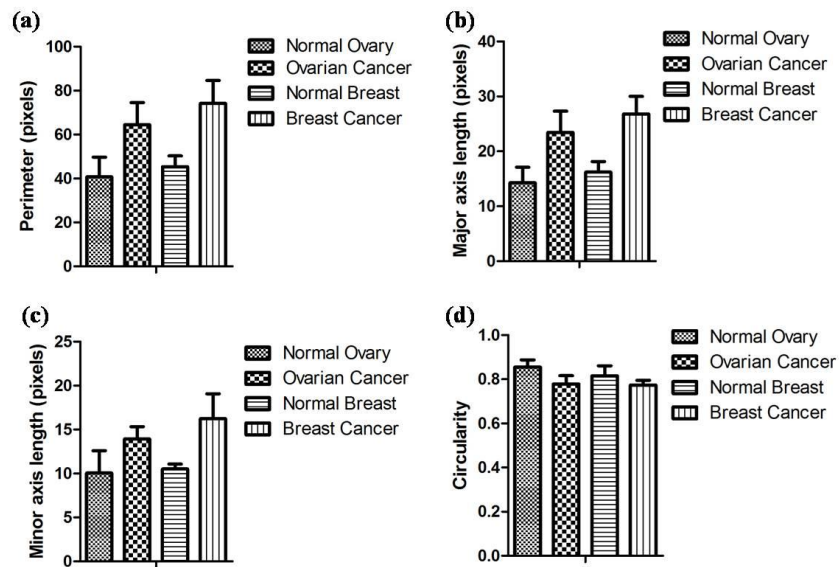 (a)
Perimeter (pixels)
100
80
60
40
20
0
Normal Ovary
Ovarian Cancer
Normal Breast
Breast Cancer
(b)
Major axis length (pixels)
40
30
20
10
0
Normal Ovary
Ovarian Cancer
Normal Breast
Breast Cancer
(c)
Minor axis length (pixels)
25
20
15
10
5
0
Normal Ovary
Ovarian Cancer
Normal Breast
Breast Cancer
(d)
Circularity
1.0
0.8
0.6
0.4
0.2
0.0
Normal Ovary
Ovarian Cancer
Normal Breast
Breast Cancer